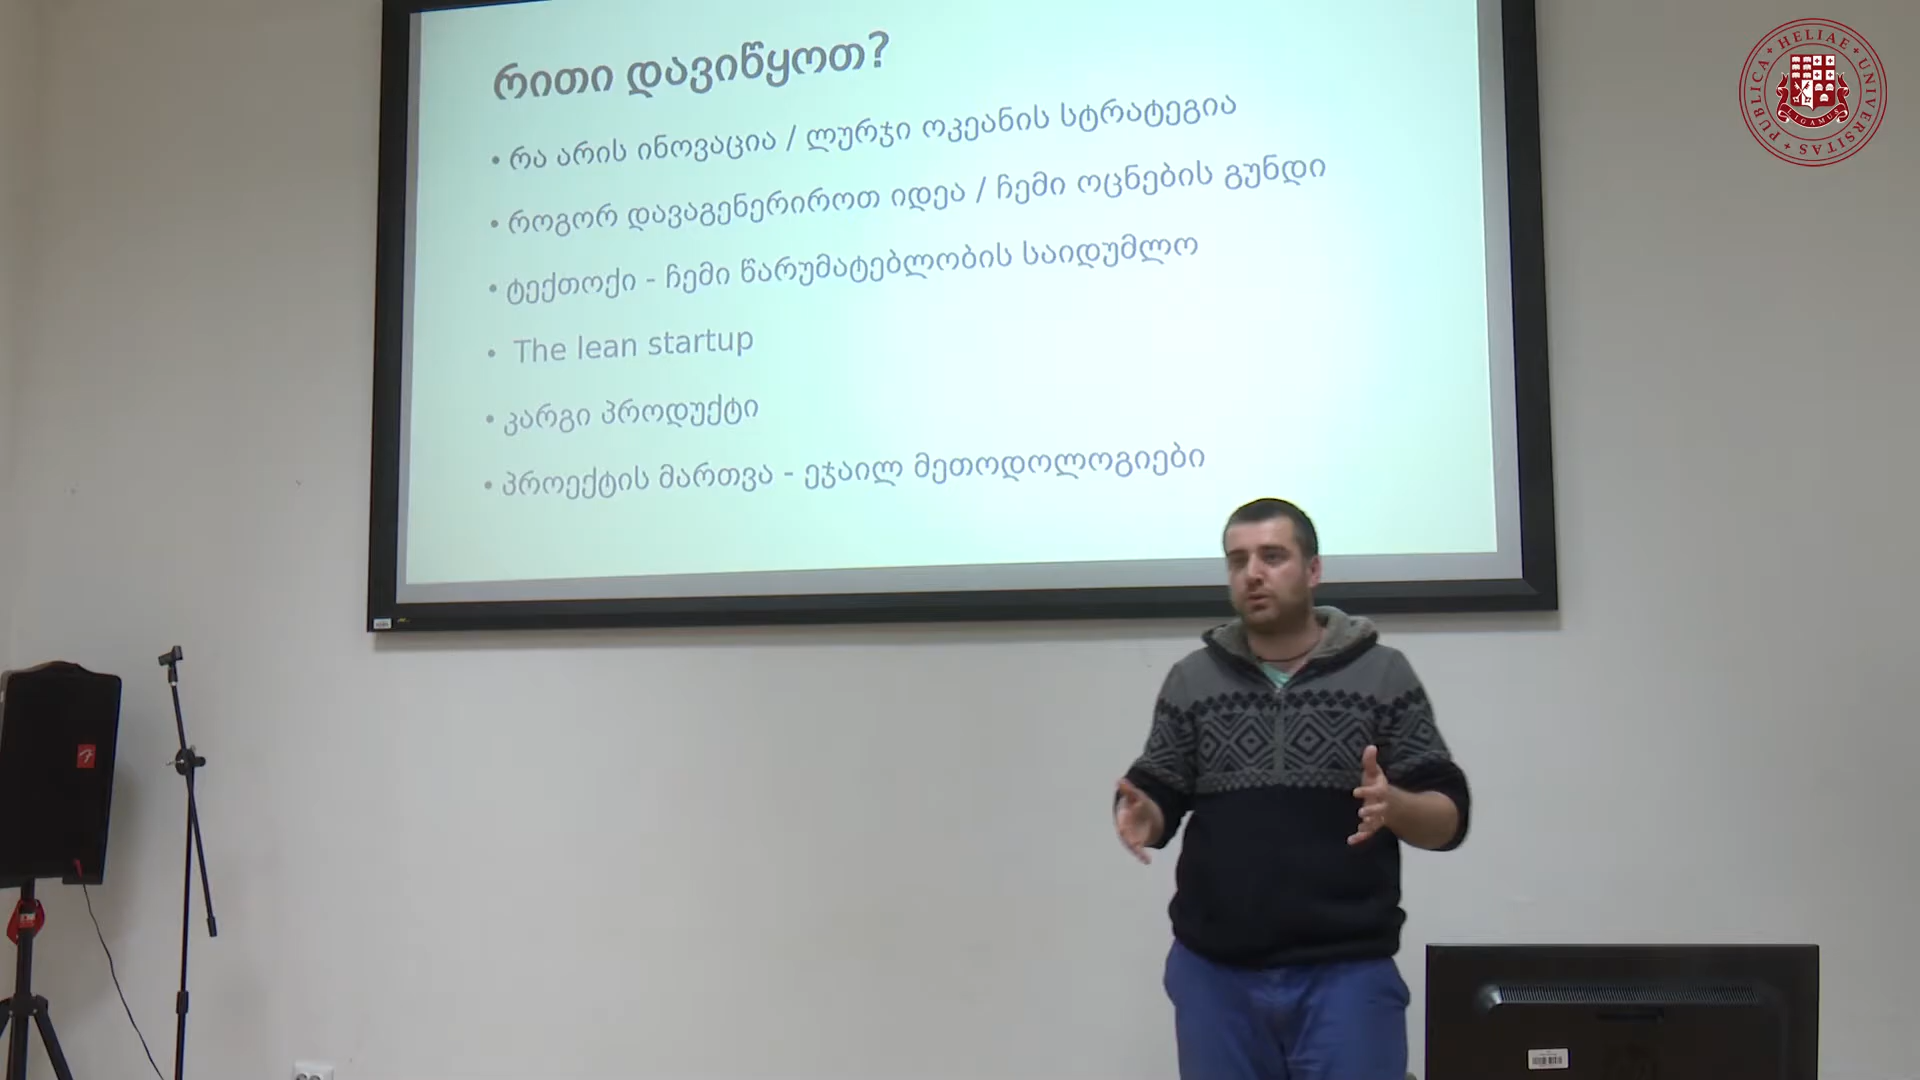 რითი დავიწყოთ?
• რა არის ინოვაცია / ლურჯი ოკეანის სტრატეგია
• როგორ დავაგენერიროთ იდეა / ჩემი ოცნების გუნდი
• ტექთოქი - ჩემი წარუმატებლობის საიდუმლო
• The lean startup
• კარგი პროდუქტი
• პროექტის მართვა - ეჯაილ მეთოდოლოგიები
PUBLICA HELIAE UNIVERSITAS